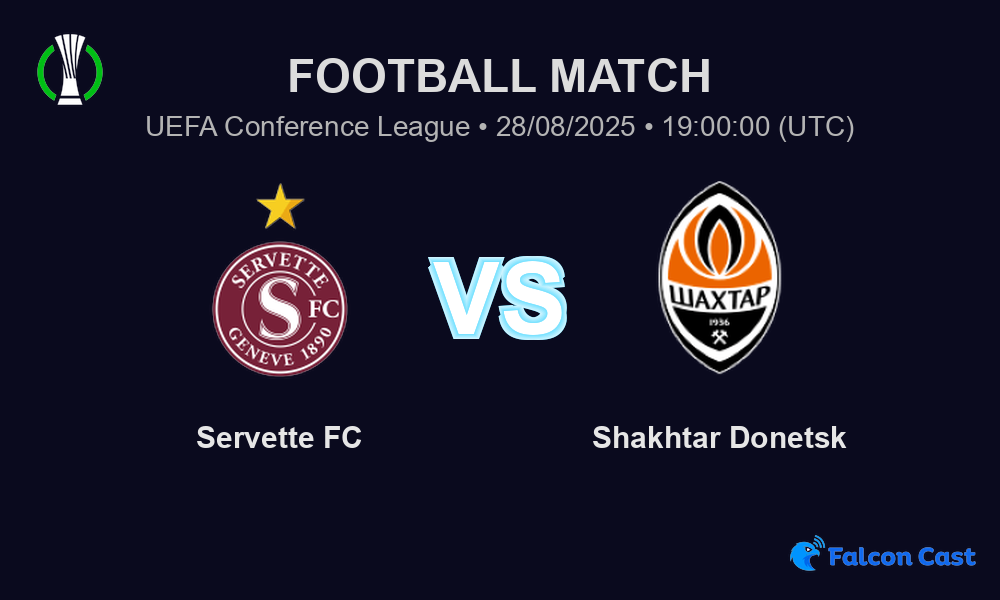 FOOTBALL MATCH
UEFA Conference League • 28/08/2025 • 19:00:00 (UTC)
SERVETTE
S
FC
GENEVE 1890
VS
ШАХТАР
1936
Servette FC
Shakhtar Donetsk
Falcon Cast